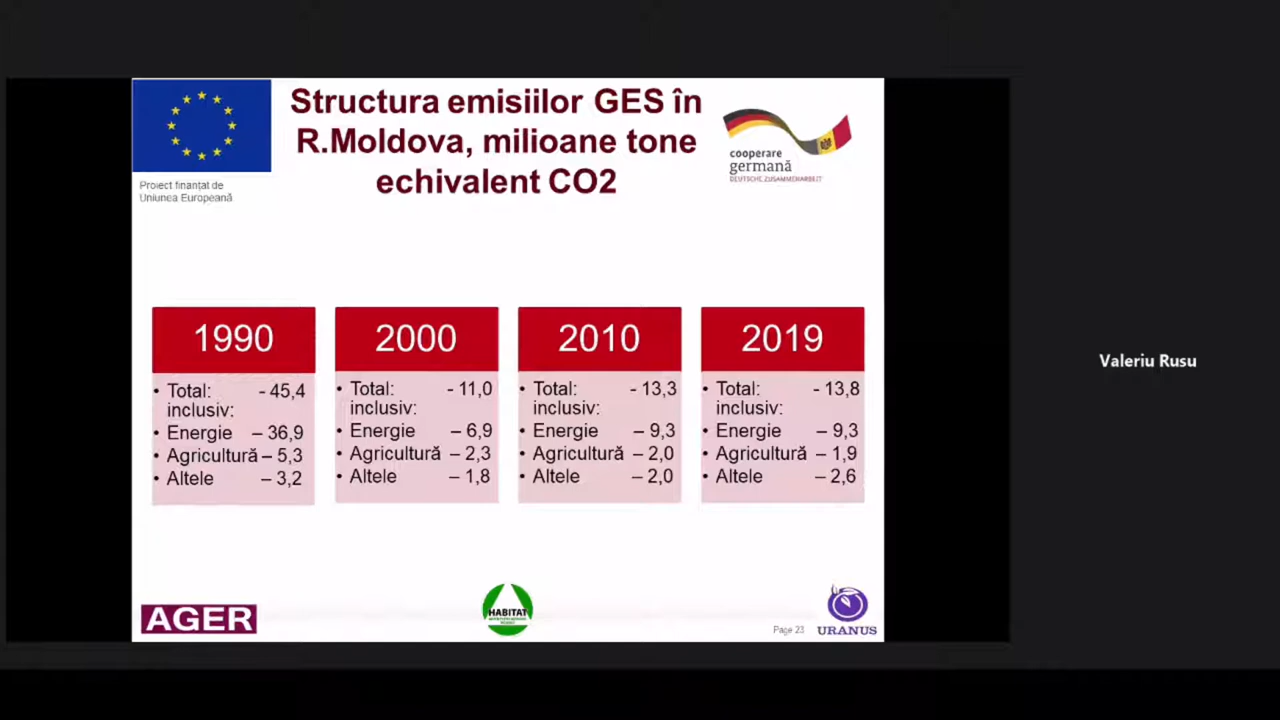 Structura emisiilor GES în
R.Moldova, milioane tone
echivalent CO2
Proiect finanțat de
Uniunea Europeană
cooperare
germană
DEUTSCHE ZUSAMMENARBEIT
1990
• Total: - 45,4
inclusiv:
• Energie – 36,9
• Agricultură – 5,3
• Altele – 3,2
2000
• Total: - 11,0
inclusiv:
• Energie – 6,9
• Agricultură – 2,3
• Altele – 1,8
2010
• Total: - 13,3
inclusiv:
• Energie – 9,3
• Agricultură – 2,0
• Altele – 2,0
2019
• Total: - 13,8
inclusiv:
• Energie – 9,3
• Agricultură – 1,9
• Altele – 2,6
Valeriu Rusu
AGER
HABITAT
Page 23
URANUS